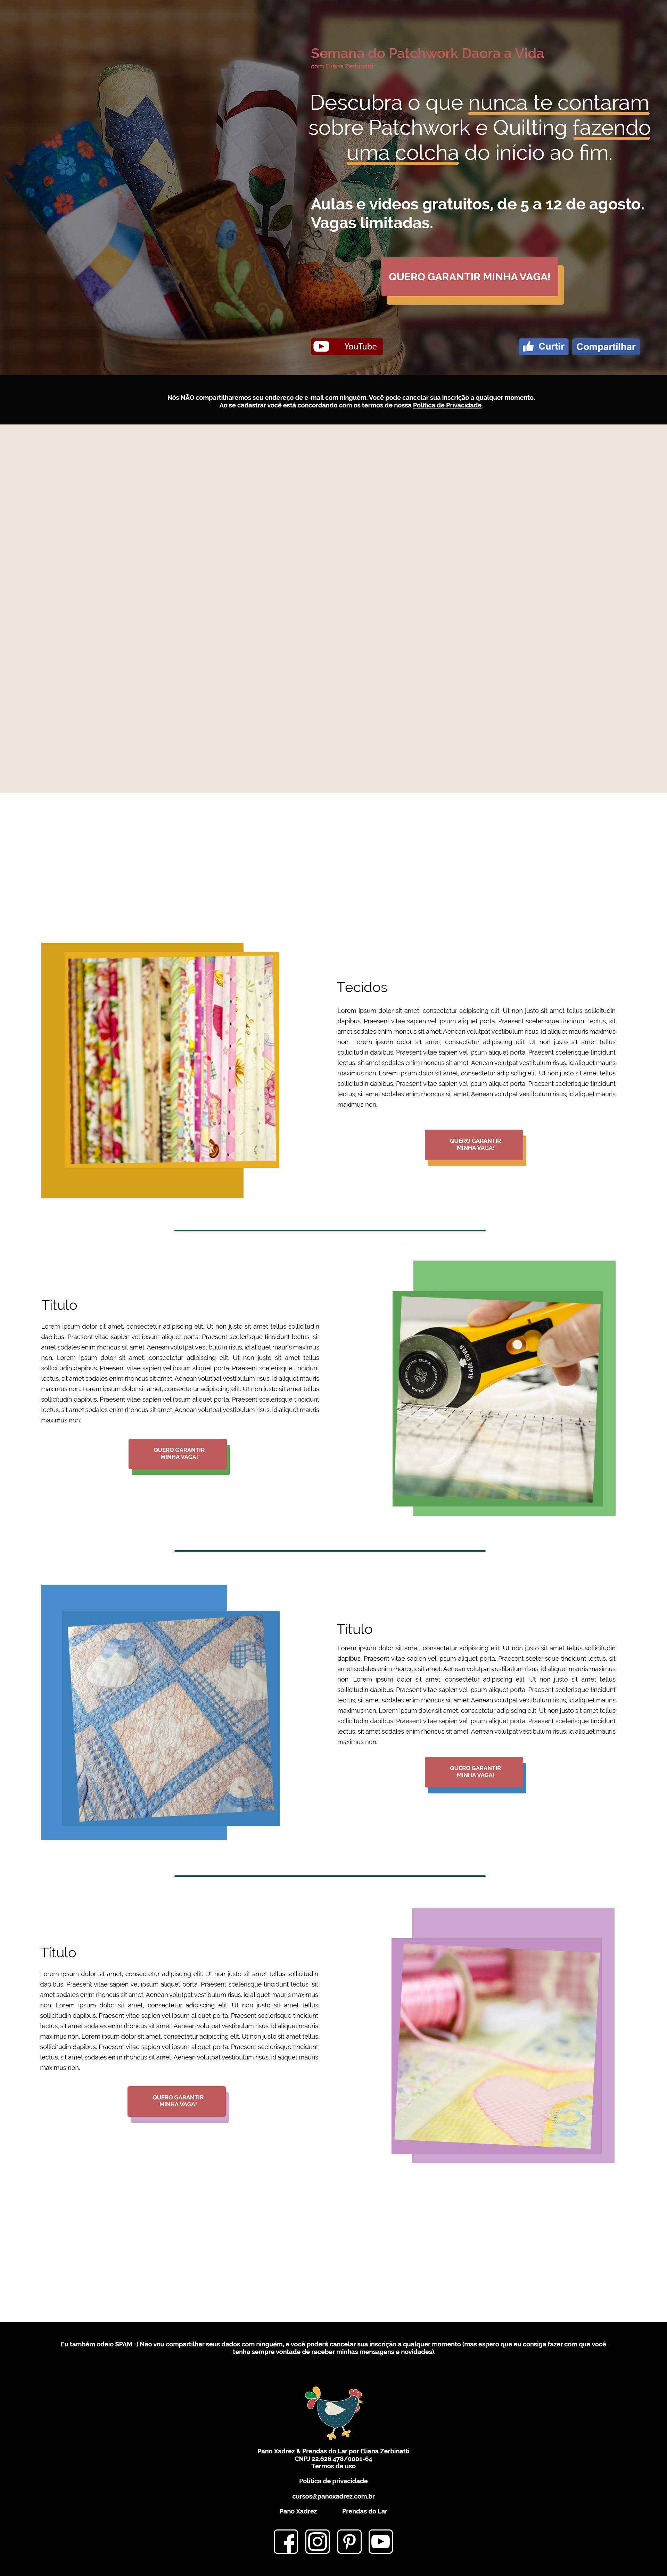 Semana do Patchwork Daora a Vida
com Eliana Zerbinatti
Descubra o que nunca te contaram
sobre Patchwork e Quilting fazendo
uma colcha do início ao fim.
Aulas e vídeos gratuitos, de 5 a 12 de agosto.
Vagas limitadas.
QUERO GARANTIR MINHA VAGA!
YouTube
Curtir
Compartilhar
Nós NÃO compartilharemos seu endereço de e-mail com ninguém. Você pode cancelar sua inscrição a qualquer momento.
Ao se cadastrar você está concordando com os termos de nossa Política de Privacidade.
Tecidos
Lorem ipsum dolor sit amet, consectetur adipiscing elit. Ut non justo sit amet tellus sollicitudin
dapibus. Praesent vitae sapien vel ipsum aliquet porta. Praesent scelerisque tincidunt lectus, sit
amet sodales enim rhoncus sit amet. Aenean volutpat vestibulum risus, id aliquet mauris maximus
non. Lorem ipsum dolor sit amet, consectetur adipiscing elit. Ut non justo sit amet tellus
sollicitudin dapibus. Praesent vitae sapien vel ipsum aliquet porta. Praesent scelerisque tincidunt
lectus, sit amet sodales enim rhoncus sit amet. Aenean volutpat vestibulum risus, id aliquet mauris
maximus non. Lorem ipsum dolor sit amet, consectetur adipiscing elit. Ut non justo sit amet tellus
sollicitudin dapibus. Praesent vitae sapien vel ipsum aliquet porta. Praesent scelerisque tincidunt
lectus, sit amet sodales enim rhoncus sit amet. Aenean volutpat vestibulum risus, id aliquet mauris
maximus non.
QUERO GARANTIR
MINHA VAGA!
Título
Lorem ipsum dolor sit amet, consectetur adipiscing elit. Ut non justo sit amet tellus sollicitudin
dapibus. Praesent vitae sapien vel ipsum aliquet porta. Praesent scelerisque tincidunt lectus, sit
amet sodales enim rhoncus sit amet. Aenean volutpat vestibulum risus, id aliquet mauris maximus
non. Lorem ipsum dolor sit amet, consectetur adipiscing elit. Ut non justo sit amet tellus
sollicitudin dapibus. Praesent vitae sapien vel ipsum aliquet porta. Praesent scelerisque tincidunt
lectus, sit amet sodales enim rhoncus sit amet. Aenean volutpat vestibulum risus, id aliquet mauris
maximus non. Lorem ipsum dolor sit amet, consectetur adipiscing elit. Ut non justo sit amet tellus
sollicitudin dapibus. Praesent vitae sapien vel ipsum aliquet porta. Praesent scelerisque tincidunt
lectus, sit amet sodales enim rhoncus sit amet. Aenean volutpat vestibulum risus, id aliquet mauris
maximus non.
QUERO GARANTIR
MINHA VAGA!
BLADE COVER
OLFA
Título
Lorem ipsum dolor sit amet, consectetur adipiscing elit. Ut non justo sit amet tellus sollicitudin
dapibus. Praesent vitae sapien vel ipsum aliquet porta. Praesent scelerisque tincidunt lectus, sit
amet sodales enim rhoncus sit amet. Aenean volutpat vestibulum risus, id aliquet mauris maximus
non. Lorem ipsum dolor sit amet, consectetur adipiscing elit. Ut non justo sit amet tellus
sollicitudin dapibus. Praesent vitae sapien vel ipsum aliquet porta. Praesent scelerisque tincidunt
lectus, sit amet sodales enim rhoncus sit amet. Aenean volutpat vestibulum risus, id aliquet mauris
maximus non. Lorem ipsum dolor sit amet, consectetur adipiscing elit. Ut non justo sit amet tellus
sollicitudin dapibus. Praesent vitae sapien vel ipsum aliquet porta. Praesent scelerisque tincidunt
lectus, sit amet sodales enim rhoncus sit amet. Aenean volutpat vestibulum risus, id aliquet mauris
maximus non.
QUERO GARANTIR
MINHA VAGA!
Título
Lorem ipsum dolor sit amet, consectetur adipiscing elit. Ut non justo sit amet tellus sollicitudin
dapibus. Praesent vitae sapien vel ipsum aliquet porta. Praesent scelerisque tincidunt lectus, sit
amet sodales enim rhoncus sit amet. Aenean volutpat vestibulum risus, id aliquet mauris maximus
non. Lorem ipsum dolor sit amet, consectetur adipiscing elit. Ut non justo sit amet tellus
sollicitudin dapibus. Praesent vitae sapien vel ipsum aliquet porta. Praesent scelerisque tincidunt
lectus, sit amet sodales enim rhoncus sit amet. Aenean volutpat vestibulum risus, id aliquet mauris
maximus non. Lorem ipsum dolor sit amet, consectetur adipiscing elit. Ut non justo sit amet tellus
sollicitudin dapibus. Praesent vitae sapien vel ipsum aliquet porta. Praesent scelerisque tincidunt
lectus, sit amet sodales enim rhoncus sit amet. Aenean volutpat vestibulum risus, id aliquet mauris
maximus non.
QUERO GARANTIR
MINHA VAGA!
Eu também odeio SPAM =) Não vou compartilhar seus dados com ninguém, e você poderá cancelar sua inscrição a qualquer momento (mas espero que eu consiga fazer com que você
tenha sempre vontade de receber minhas mensagens e novidades).
Pano Xadrez & Prendas do Lar por Eliana Zerbinatti
CNPJ 22.626.478/0001-64
Termos de uso
Política de privacidade
cursos@panoxadrez.com.br
Pano Xadrez Prendas do Lar